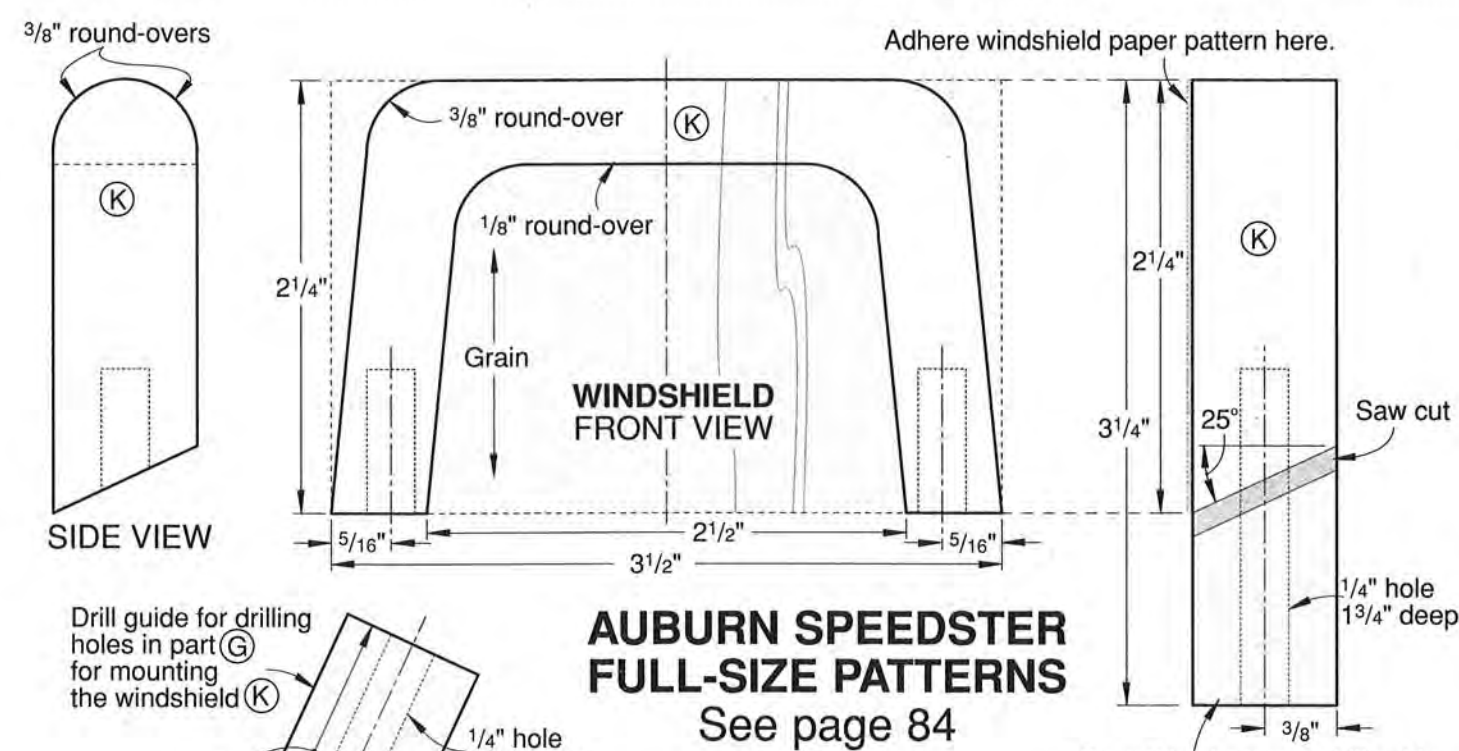 3/8" round-overs
Adhere windshield paper pattern here.
3/8" round-over
K
K
K
1/8" round-over
2 1/4"
2 1/4"
3 1/4"
Grain
WINDSHIELD
FRONT VIEW
25°
Saw cut
SIDE VIEW
5/16"
2 1/2"
5/16"
3 1/2"
1/4" hole
1 3/4" deep
Drill guide for drilling
holes in part G
for mounting
the windshield K
AUBURN SPEEDSTER
FULL-SIZE PATTERNS
See page 84
1/4" hole
3/8"